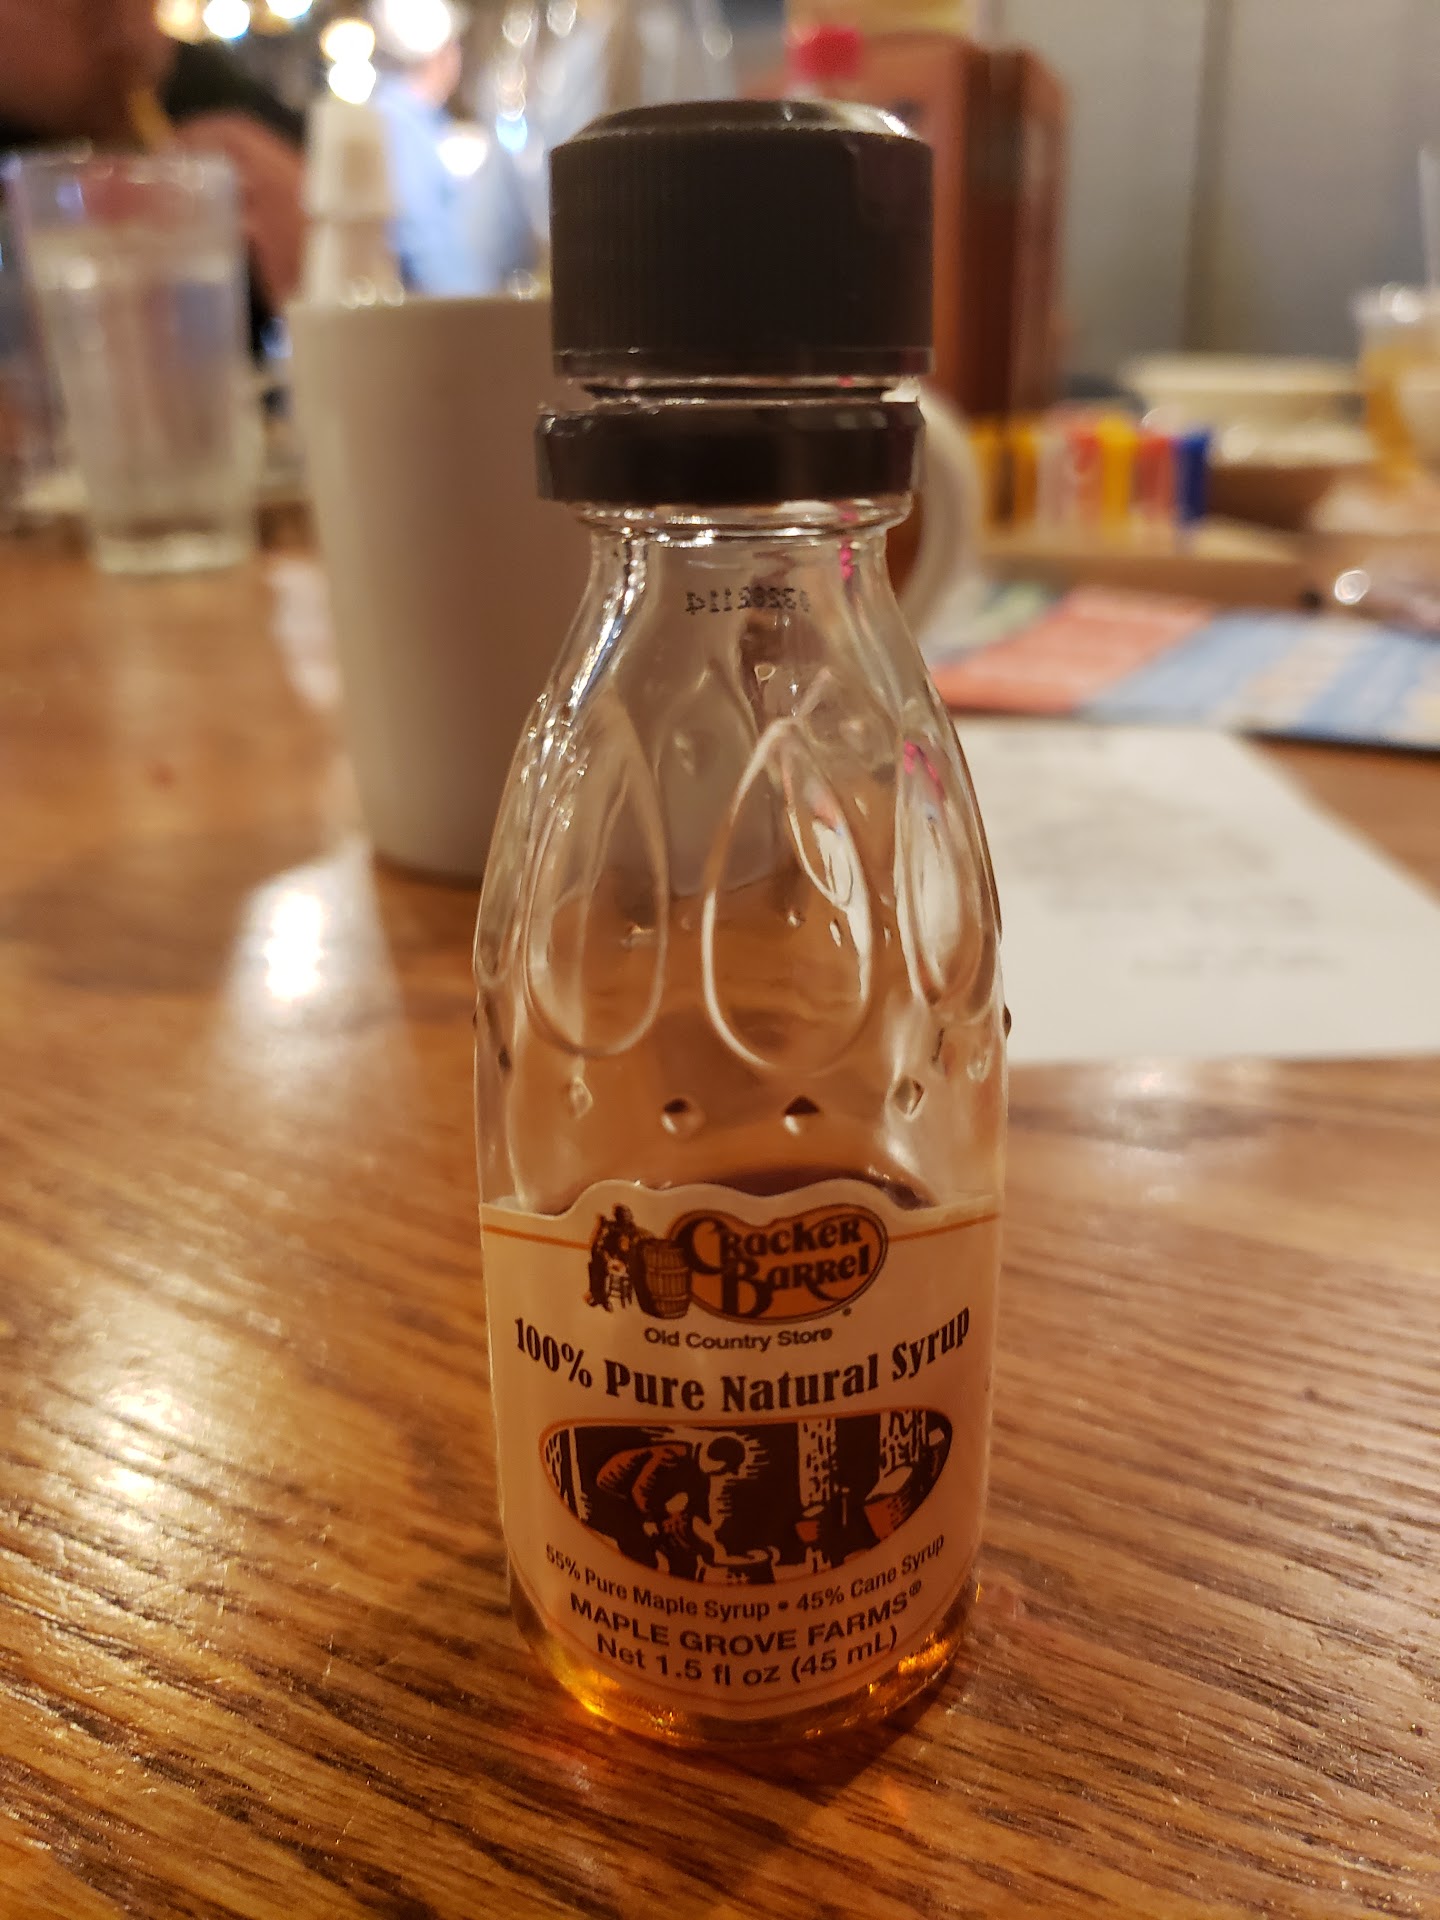 Cracker
Barrel
Old Country Store
100% Pure Natural Syrup
55% Pure Maple Syrup • 45% Cane Syrup
MAPLE GROVE FARMS®
Net 1.5 fl oz (45 mL)